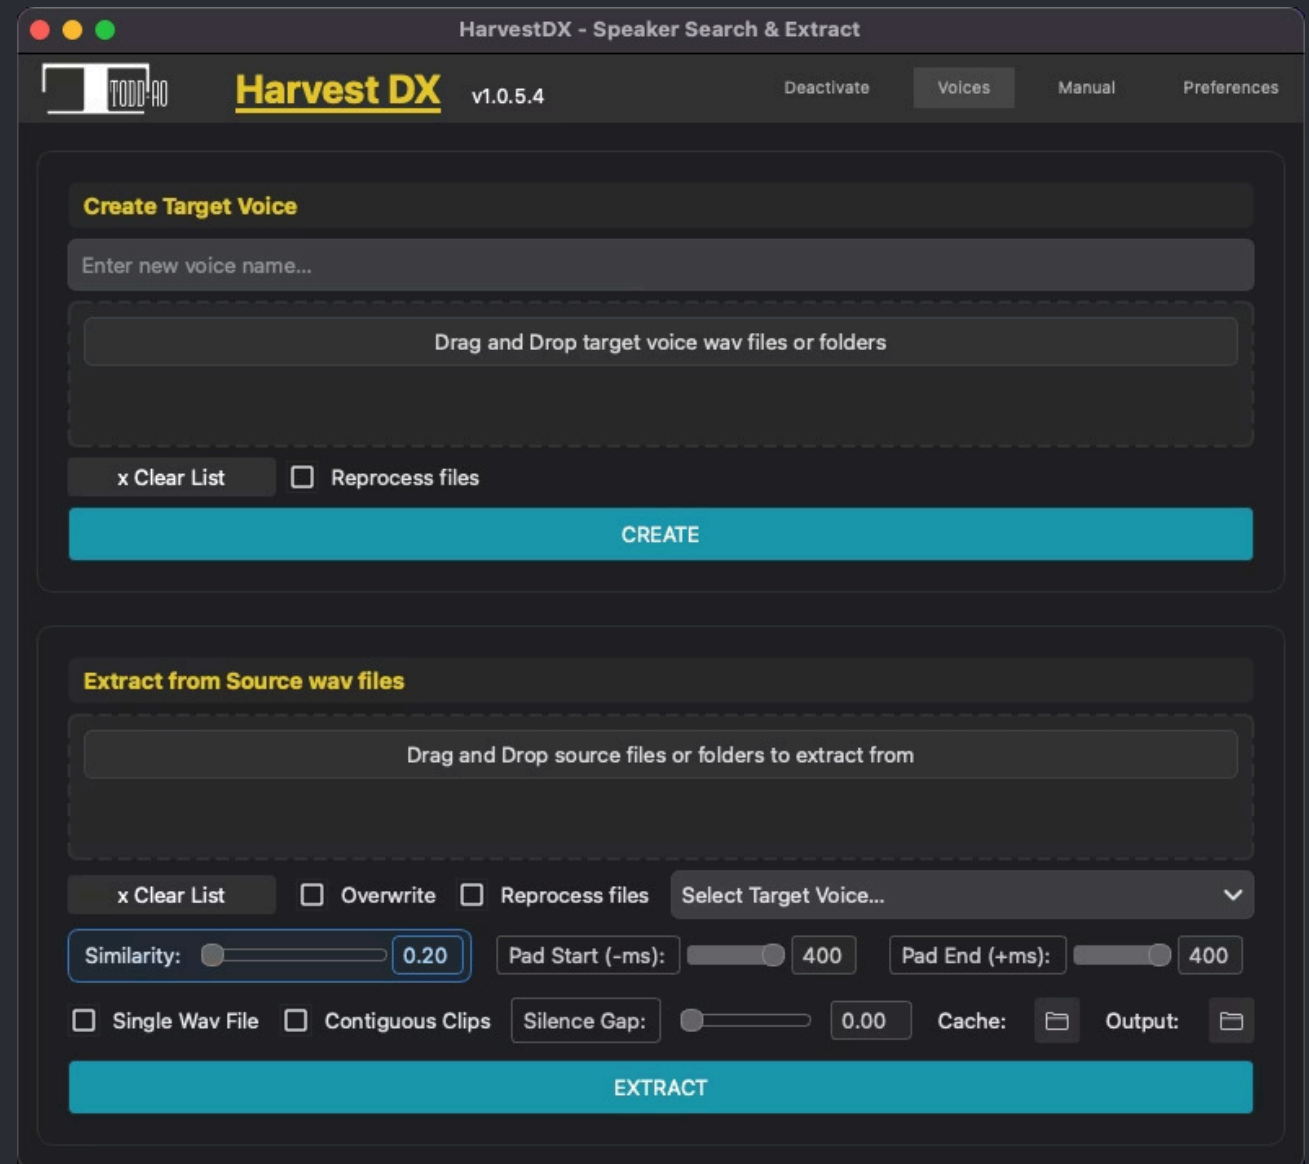 HarvestDX - Speaker Search & Extract
TODD-AO Harvest DX v1.0.5.4 Deactivate Voices Manual Preferences
Create Target Voice
Enter new voice name...
Drag and Drop target voice wav files or folders
x Clear List Reprocess files
CREATE
Extract from Source wav files
Drag and Drop source files or folders to extract from
x Clear List Overwrite Reprocess files Select Target Voice...
Similarity: 0.20 Pad Start (-ms): 400 Pad End (+ms): 400
Single Wav File Contiguous Clips Silence Gap: 0.00 Cache: Output:
EXTRACT